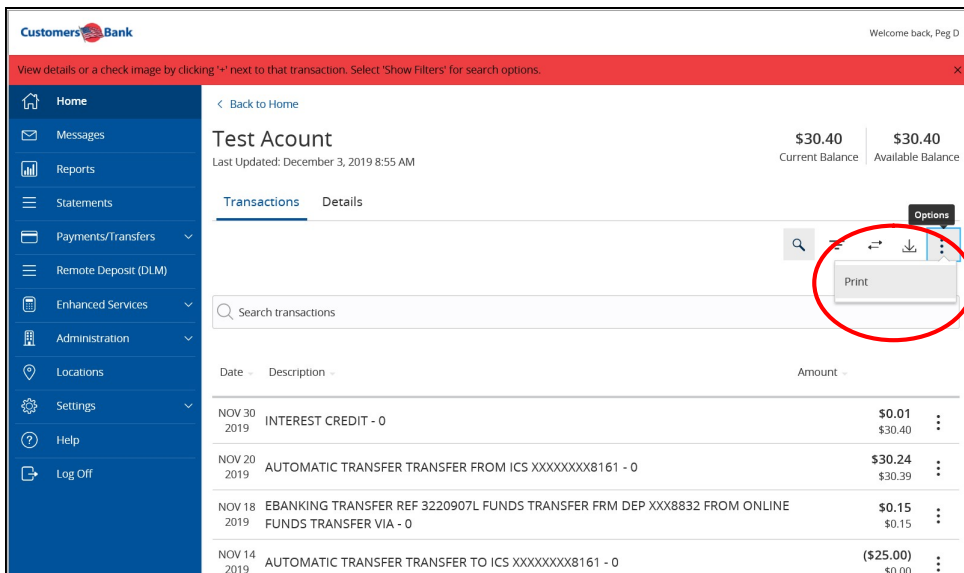 Customers Bank
Welcome back, Peg D
View details or a check image by clicking '+' next to that transaction. Select 'Show Filters' for search options.
Home
Messages
Reports
Statements
Payments/Transfers
Remote Deposit (DLM)
Enhanced Services
Administration
Locations
Settings
Help
Log Off
Back to Home
Test Acount
Last Updated: December 3, 2019 8:55 AM
$30.40 $30.40
Current Balance Available Balance
Transactions Details
Options
Print
Search transactions
Date Description Amount
NOV 30 2019 INTEREST CREDIT - 0 $0.01
$30.40
NOV 20 2019 AUTOMATIC TRANSFER TRANSFER FROM ICS XXXXXXXX8161 - 0 $30.24
$30.39
NOV 18 EBANKING TRANSFER REF 3220907L FUNDS TRANSFER FRM DEP XXX8832 FROM ONLINE $0.15
2019 FUNDS TRANSFER VIA - 0 $0.15
NOV 14 2019 AUTOMATIC TRANSFER TRANSFER TO ICS XXXXXXXX8161 - 0 ($25.00)
$0.00